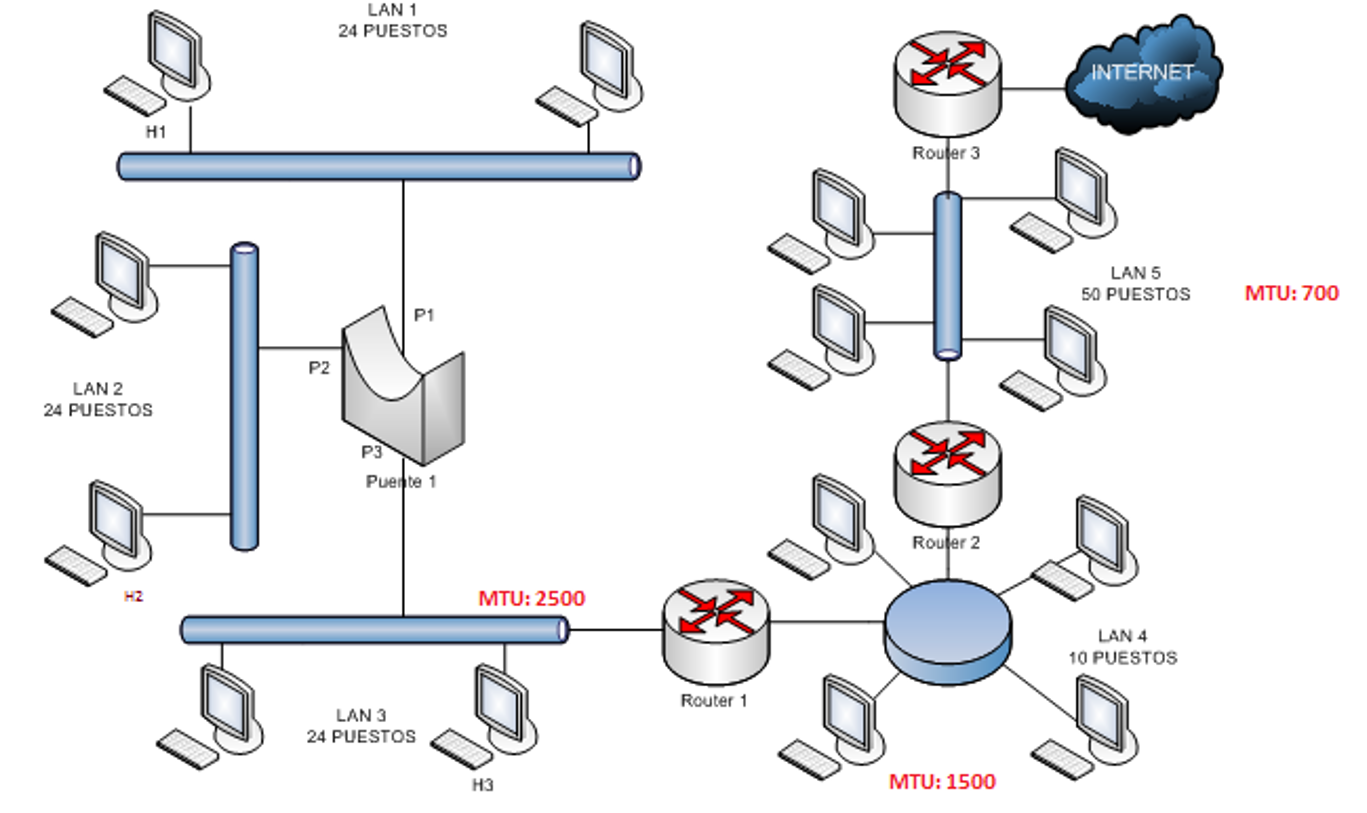 LAN 1
24 PUESTOS
H1
INTERNET
Router 3
LAN 5
50 PUESTOS
MTU: 700
P1
P2
LAN 2
24 PUESTOS
P3
Puente 1
Router 2
H2
MTU: 2500
LAN 4
10 PUESTOS
Router 1
LAN 3
24 PUESTOS
H3
MTU: 1500